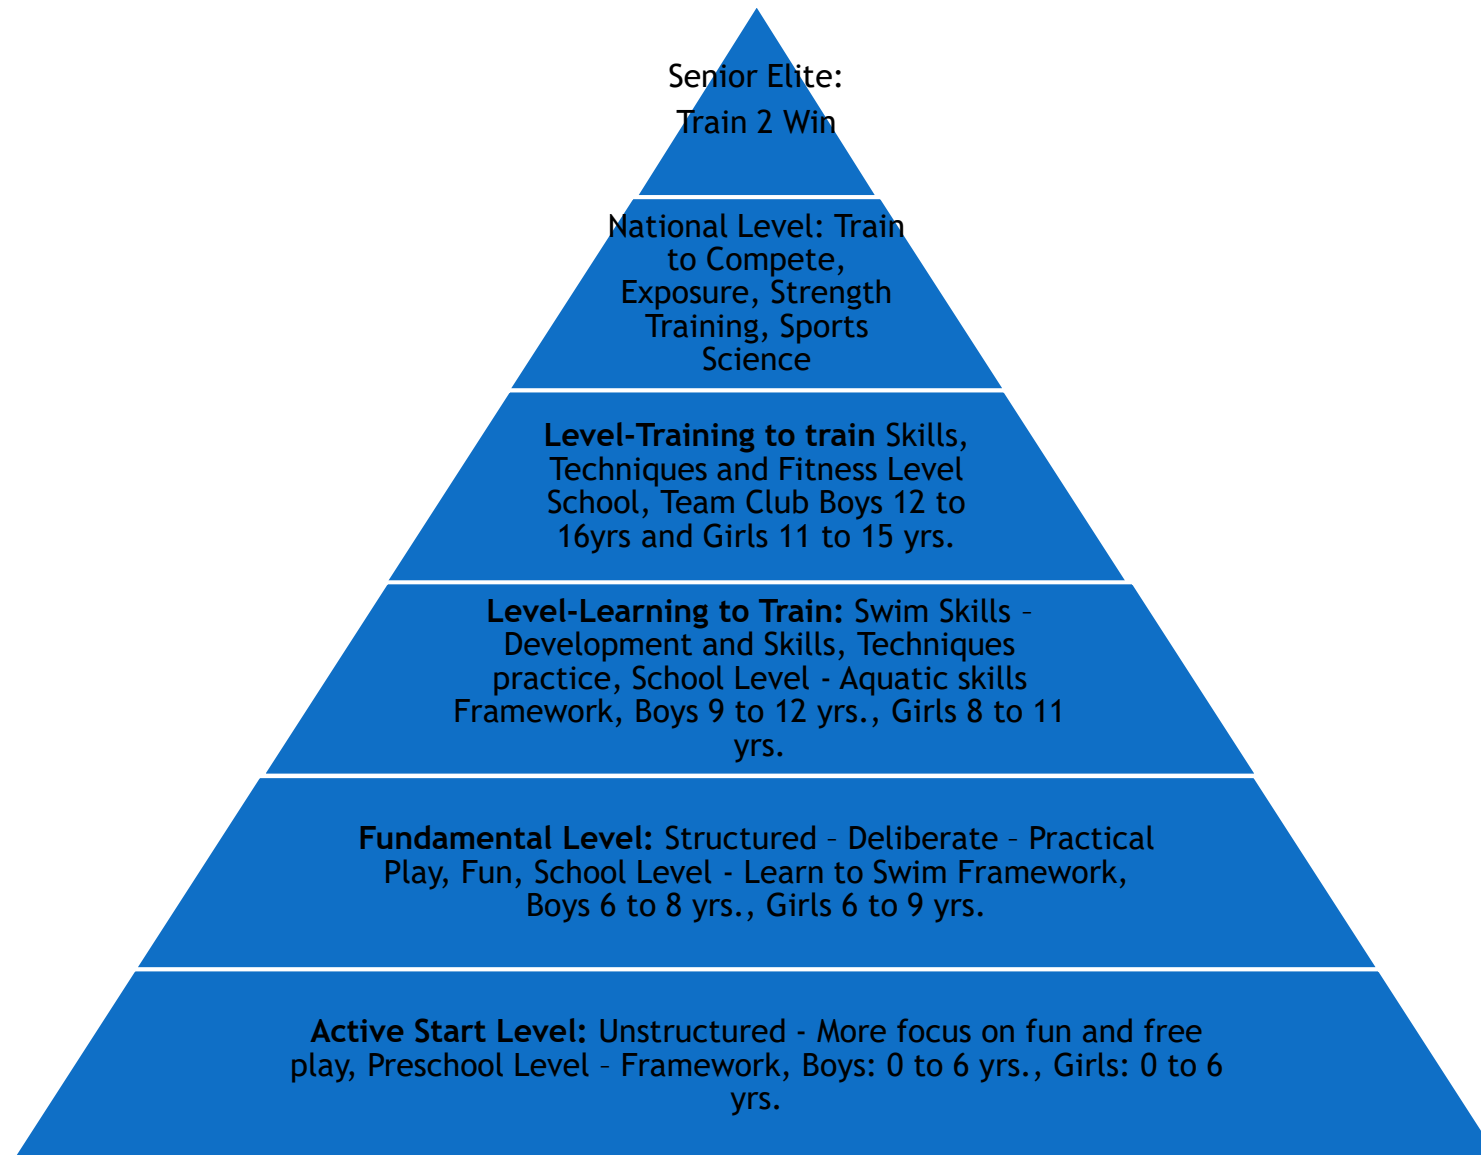 Senior Elite:
Train 2 Win
National Level: Train
to Compete,
Exposure, Strength
Training, Sports
Science
Level-Training to train Skills,
Techniques and Fitness Level
School, Team Club Boys 12 to
16yrs and Girls 11 to 15 yrs.
Level-Learning to Train: Swim Skills –
Development and Skills, Techniques
practice, School Level - Aquatic skills
Framework, Boys 9 to 12 yrs., Girls 8 to 11
yrs.
Fundamental Level: Structured – Deliberate – Practical
Play, Fun, School Level - Learn to Swim Framework,
Boys 6 to 8 yrs., Girls 6 to 9 yrs.
Active Start Level: Unstructured - More focus on fun and free
play, Preschool Level – Framework, Boys: 0 to 6 yrs., Girls: 0 to 6
yrs.